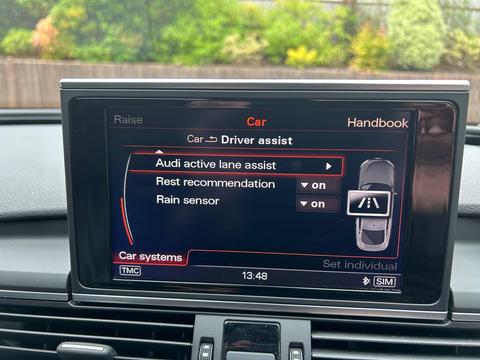 Raise Car Handbook
Car Driver assist
Audi active lane assist
Rest recommendation on
Rain sensor on
Car systems Set individual
TMC 13:48 SIM